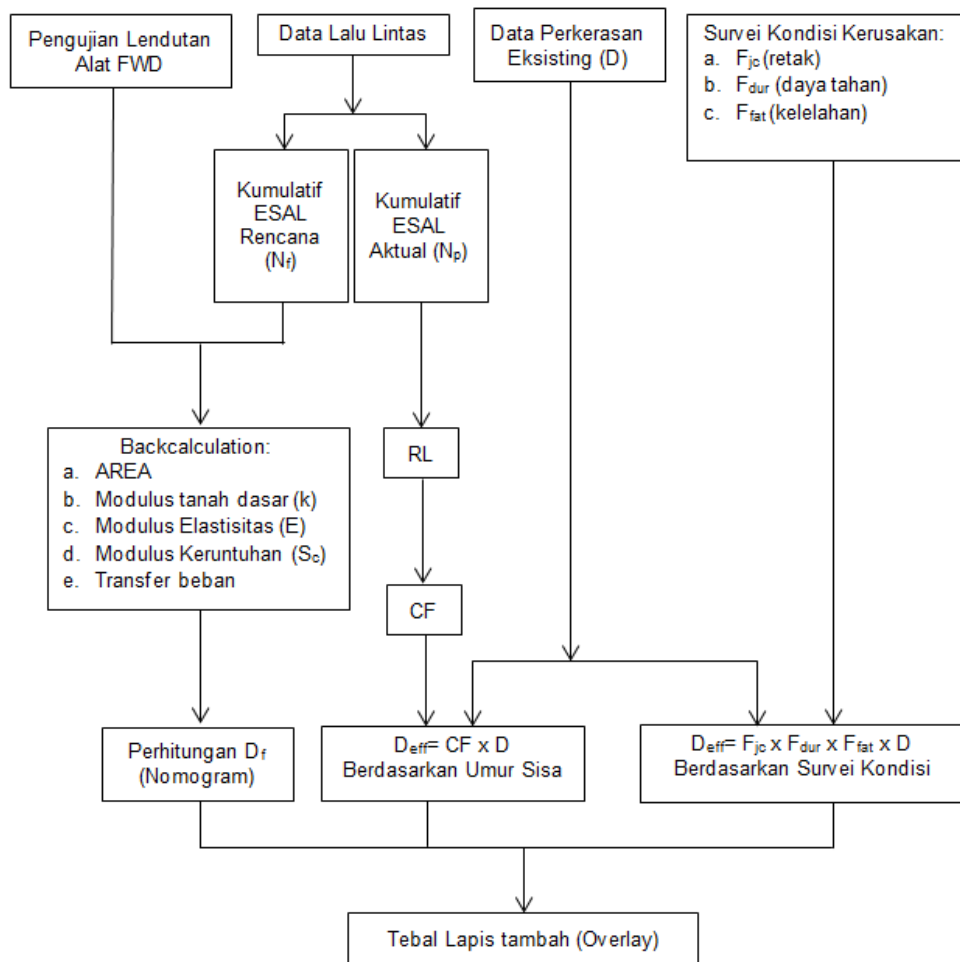 Pengujian Lendutan
Alat FWD
Data Lalu Lintas
Data Perkerasan
Eksisting (D)
Survei Kondisi Kerusakan:
a. Fjc (retak)
b. Fdur (daya tahan)
c. Ffat (kelelahan)
Kumulatif
ESAL
Rencana
(Nf)
Kumulatif
ESAL
Aktual (Np)
Backcalculation:
a. AREA
b. Modulus tanah dasar (k)
c. Modulus Elastisitas (E)
d. Modulus Keruntuhan (Sc)
e. Transfer beban
RL
CF
Perhitungan Df
(Nomogram)
Deff= CF x D
Berdasarkan Umur Sisa
Deff= Fjc x Fdur x Ffat x D
Berdasarkan Survei Kondisi
Tebal Lapis tambah (Overlay)